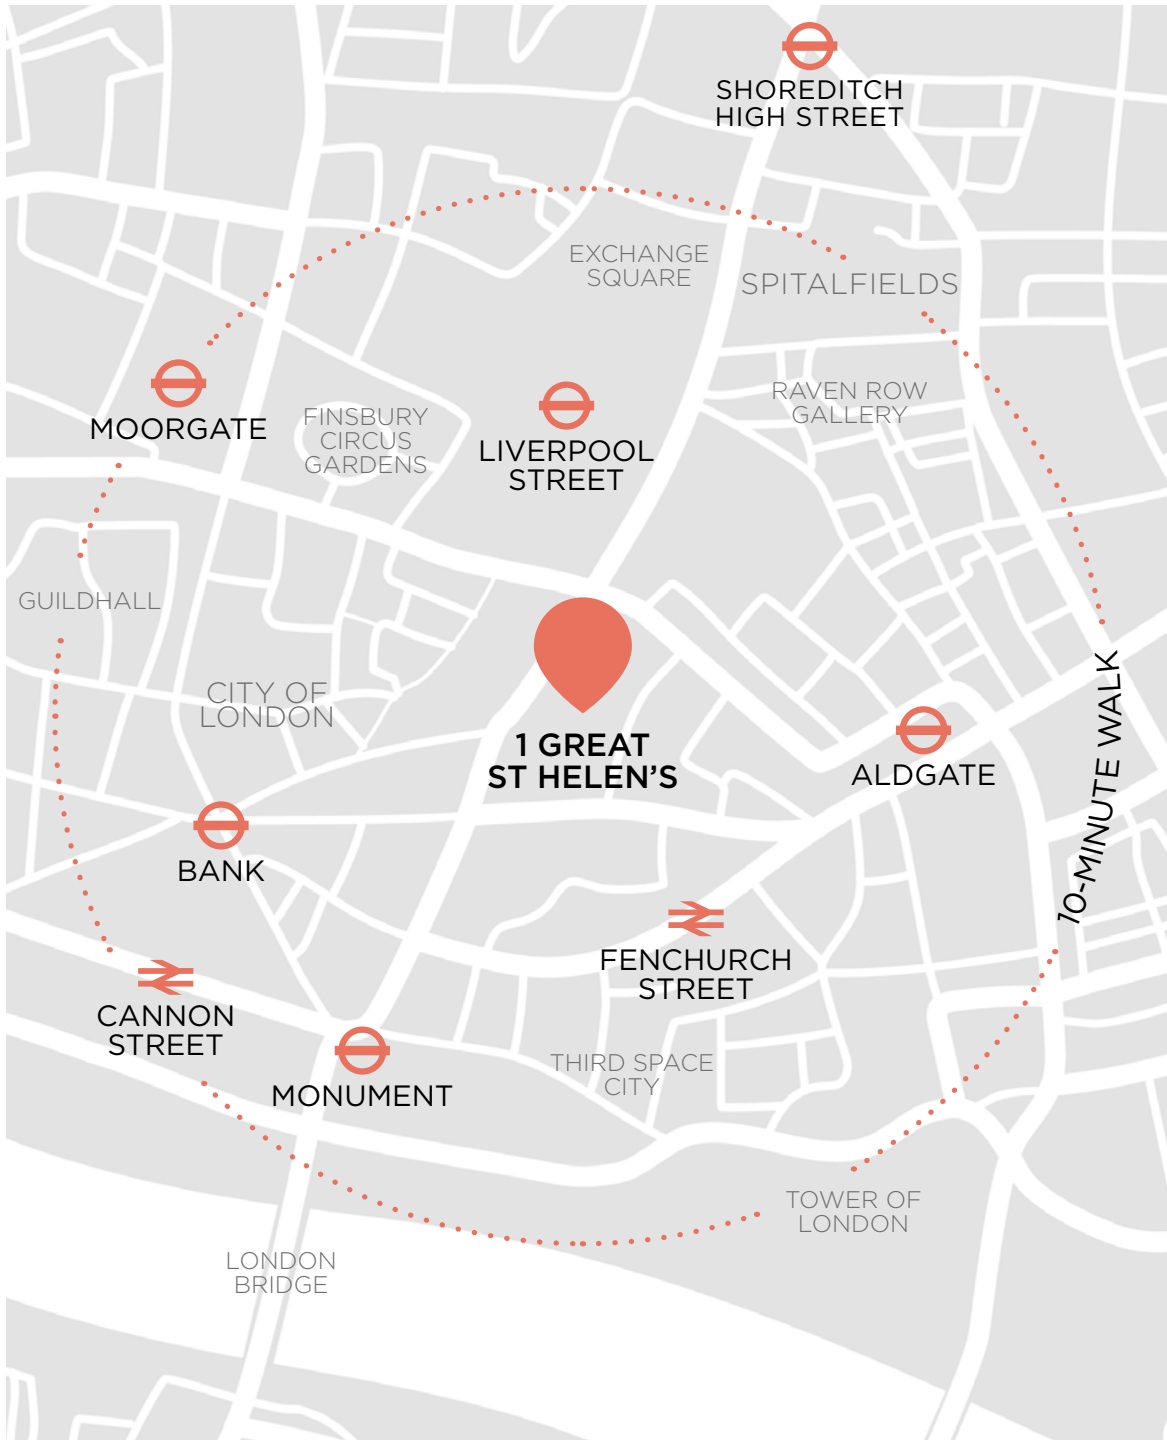 SHOREDITCH
HIGH STREET
EXCHANGE
SQUARE
SPITALFIELDS
MOORGATE
FINSBURY
CIRCUS
GARDENS
LIVERPOOL
STREET
RAVEN ROW
GALLERY
GUILDHALL
CITY OF
LONDON
1 GREAT
ST HELEN'S
ALDGATE
10-MINUTE WALK
BANK
FENCHURCH
STREET
CANNON
STREET
MONUMENT
THIRD SPACE
CITY
TOWER OF
LONDON
LONDON
BRIDGE